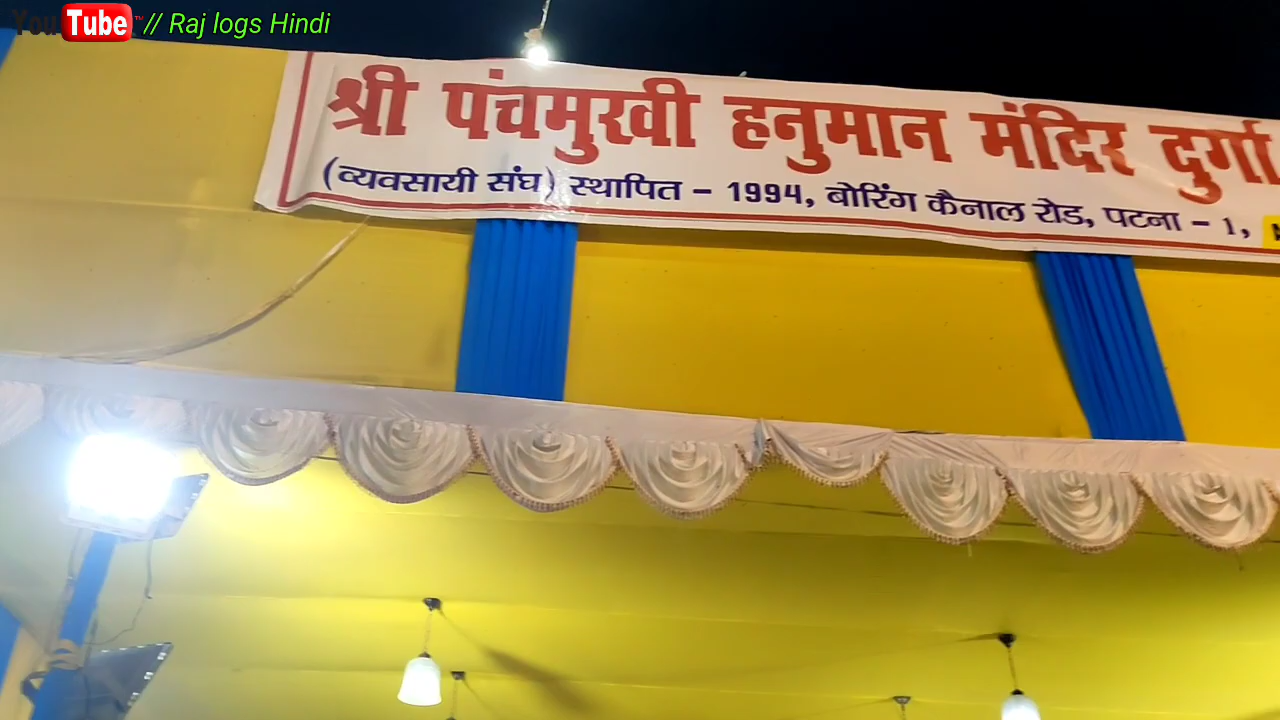 YouTube // Raj logs Hindi
श्री पंचमुखी हनुमान मंदिर दुर्गा
(व्यवसायी संघ) स्थापित - 1994, बोरिंग कैनाल रोड, पटना - 1,